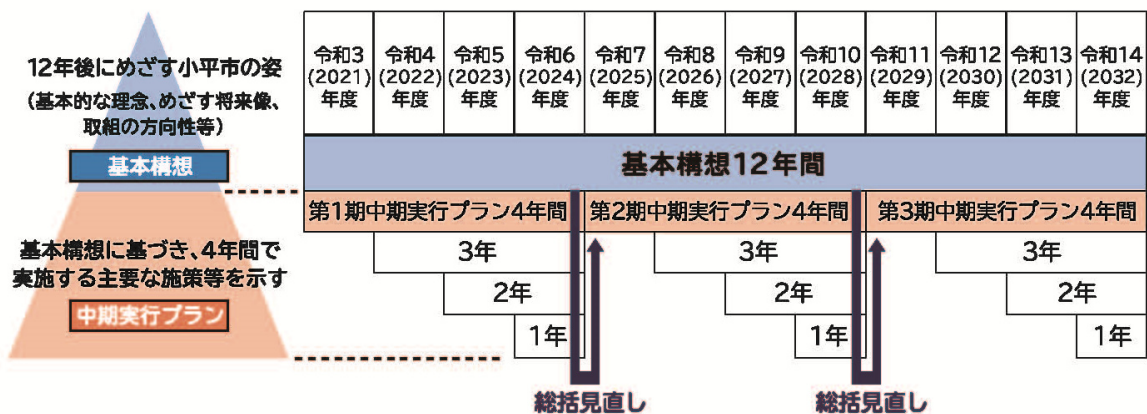 12年後にめざす小平市の姿
（基本的な理念、めざす将来像、
取組の方向性等）
基本構想
基本構想に基づき、4年間で
実施する主要な施策等を示す
中期実行プラン
令和3
(2021)
年度
令和4
(2022)
年度
令和5
(2023)
年度
令和6
(2024)
年度
令和7
(2025)
年度
令和8
(2026)
年度
令和9
(2027)
年度
令和10
(2028)
年度
令和11
(2029)
年度
令和12
(2030)
年度
令和13
(2031)
年度
令和14
(2032)
年度
基本構想12年間
第1期中期実行プラン4年間
第2期中期実行プラン4年間
第3期中期実行プラン4年間
3年
3年
3年
2年
2年
2年
1年
1年
1年
総括見直し
総括見直し